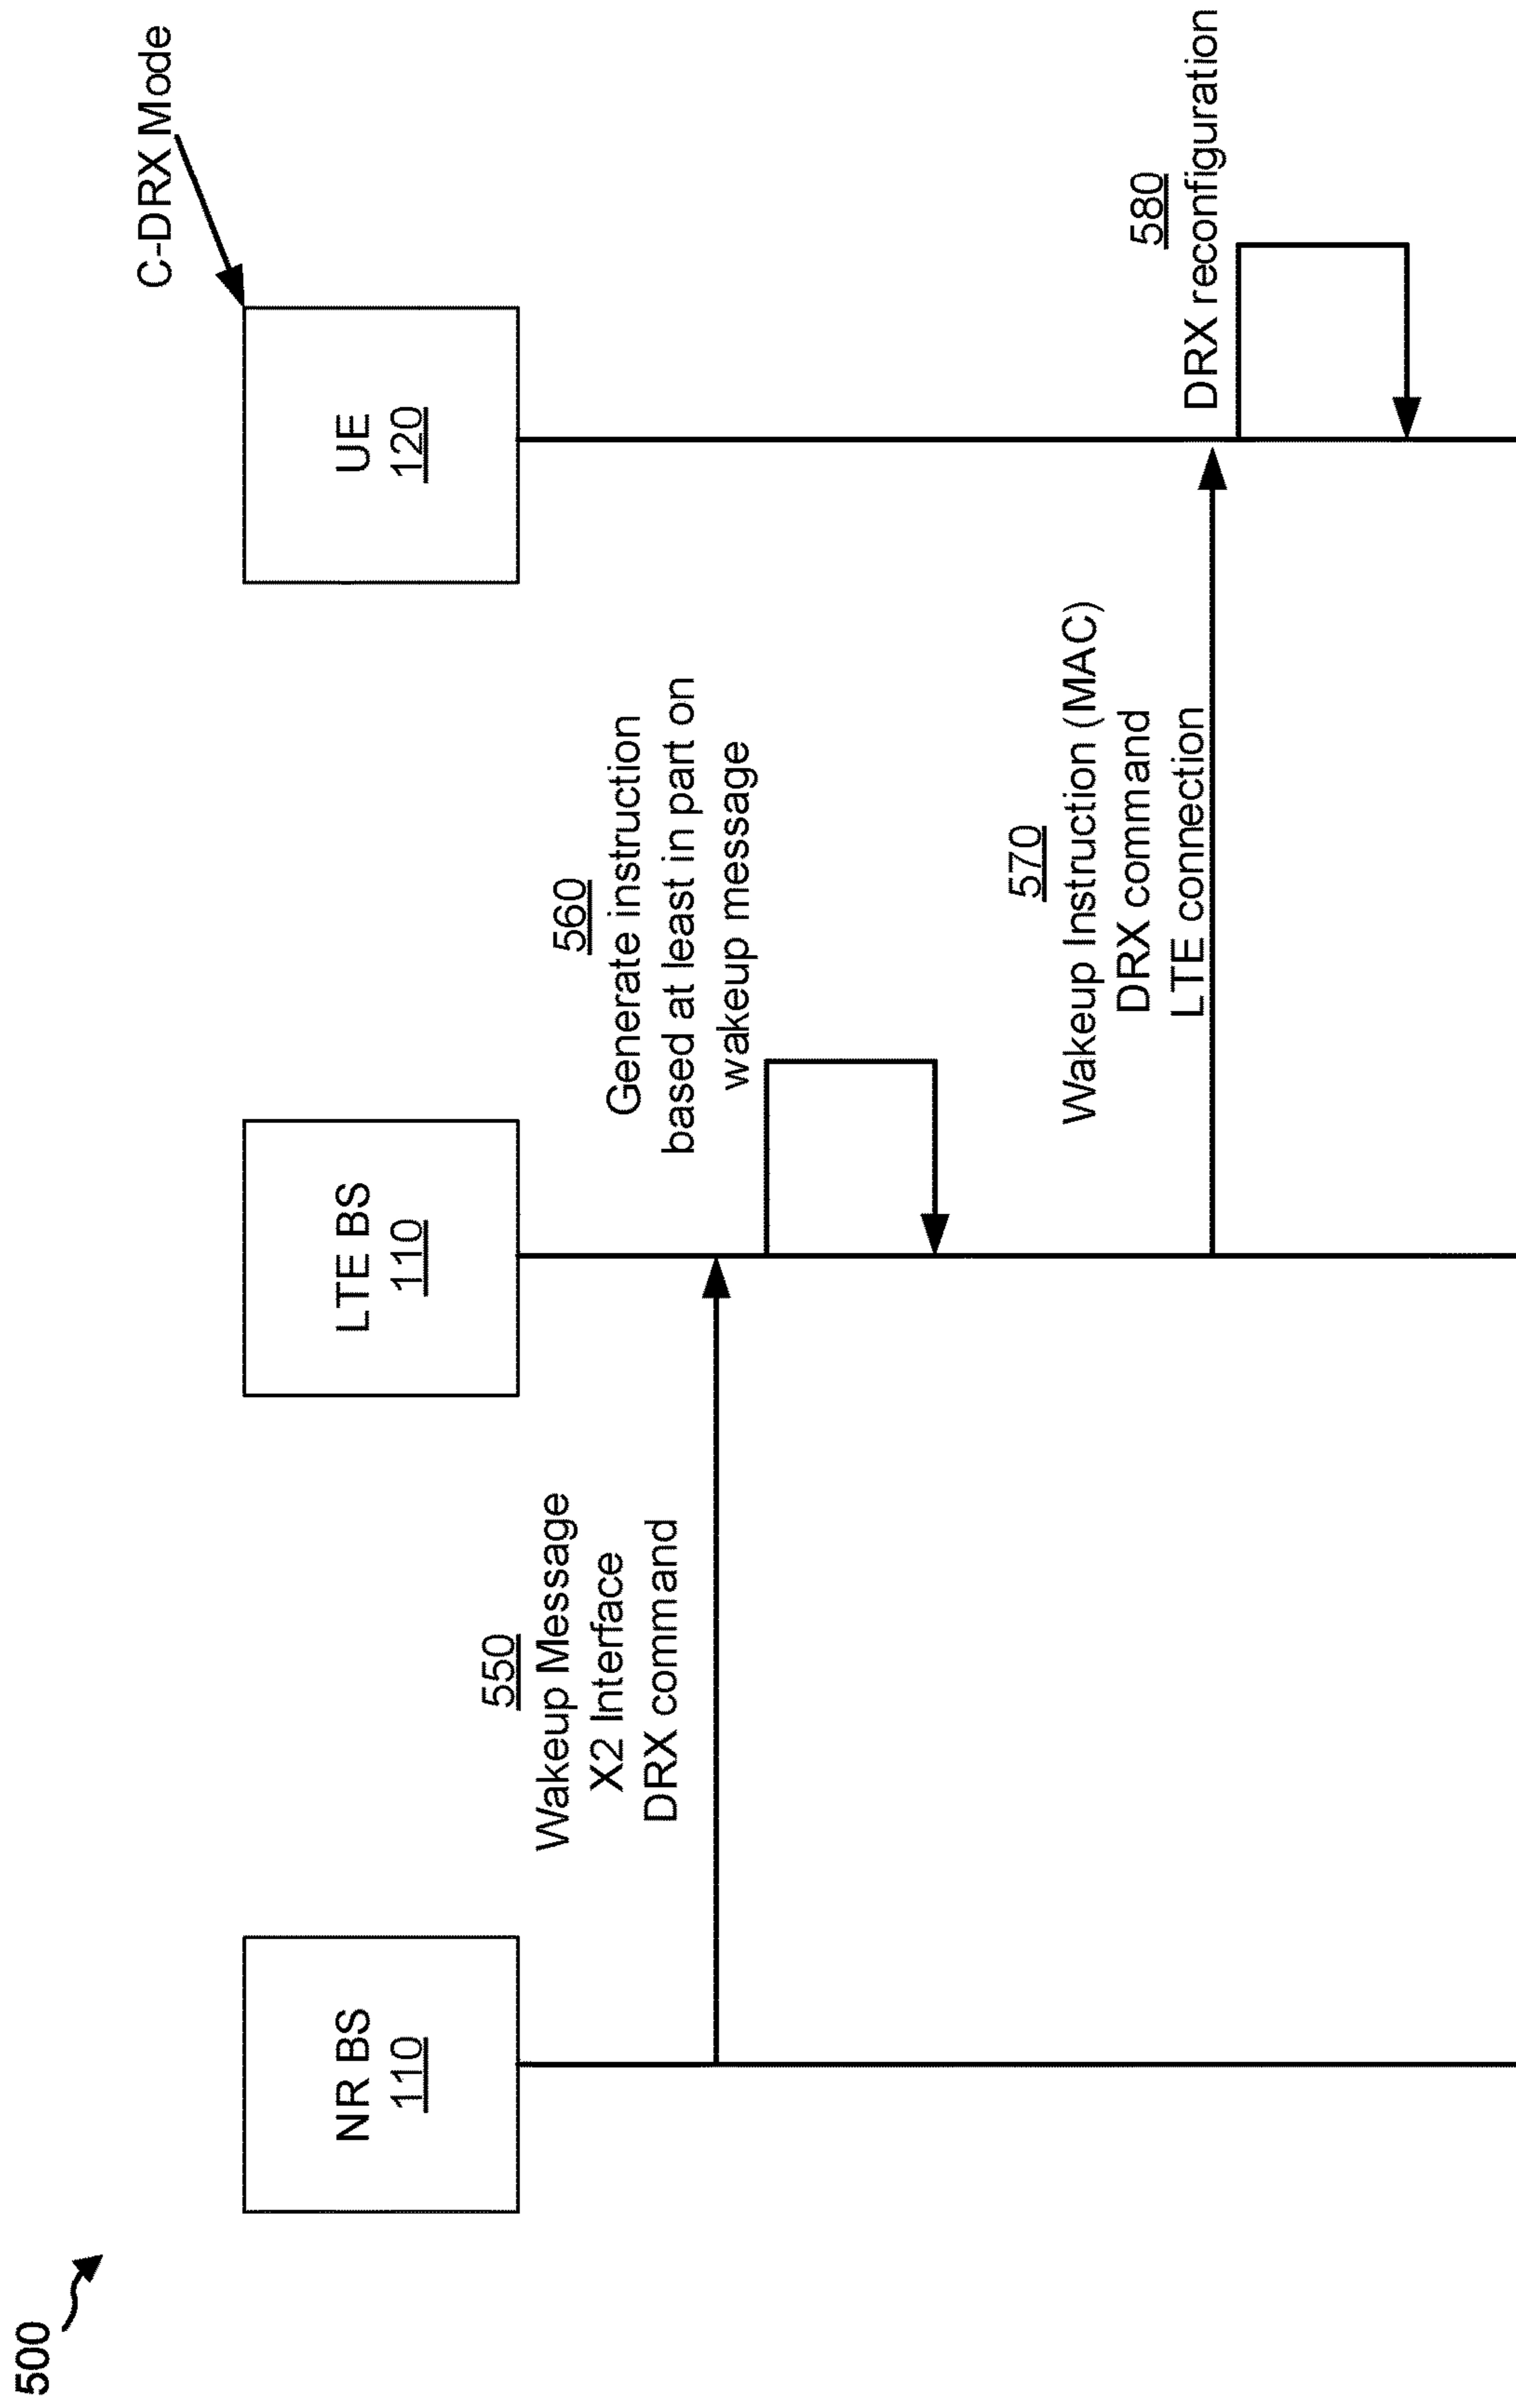 500
C-DRX Mode
NR BS
110
LTE BS
110
UE
120
550
Wakeup Message
X2 Interface
DRX command
560
Generate instruction
based at least in part on
wakeup message
570
Wakeup Instruction (MAC)
DRX command
LTE connection
580
DRX reconfiguration